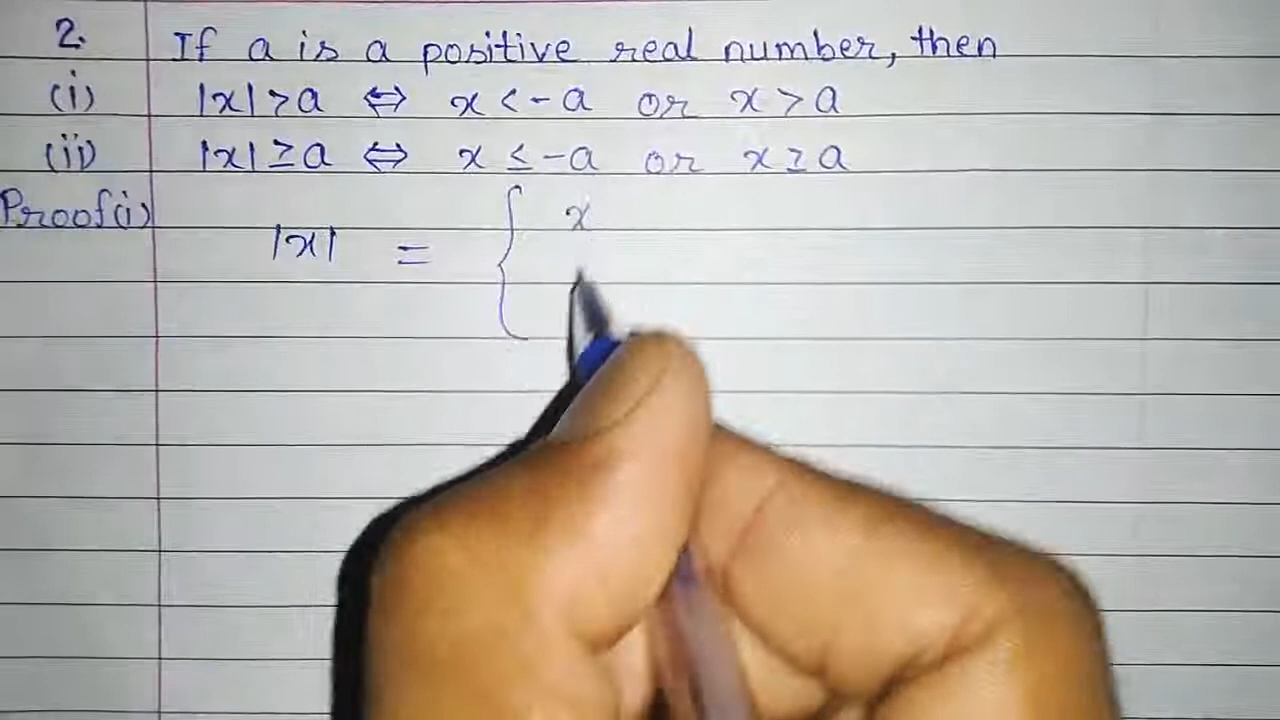 2. If a is a positive real number, then
(i) |x| > a ⇔ x < -a or x > a
(ii) |x| ≥ a ⇔ x ≤ -a or x ≥ a
Proof(i)
|x| = { x